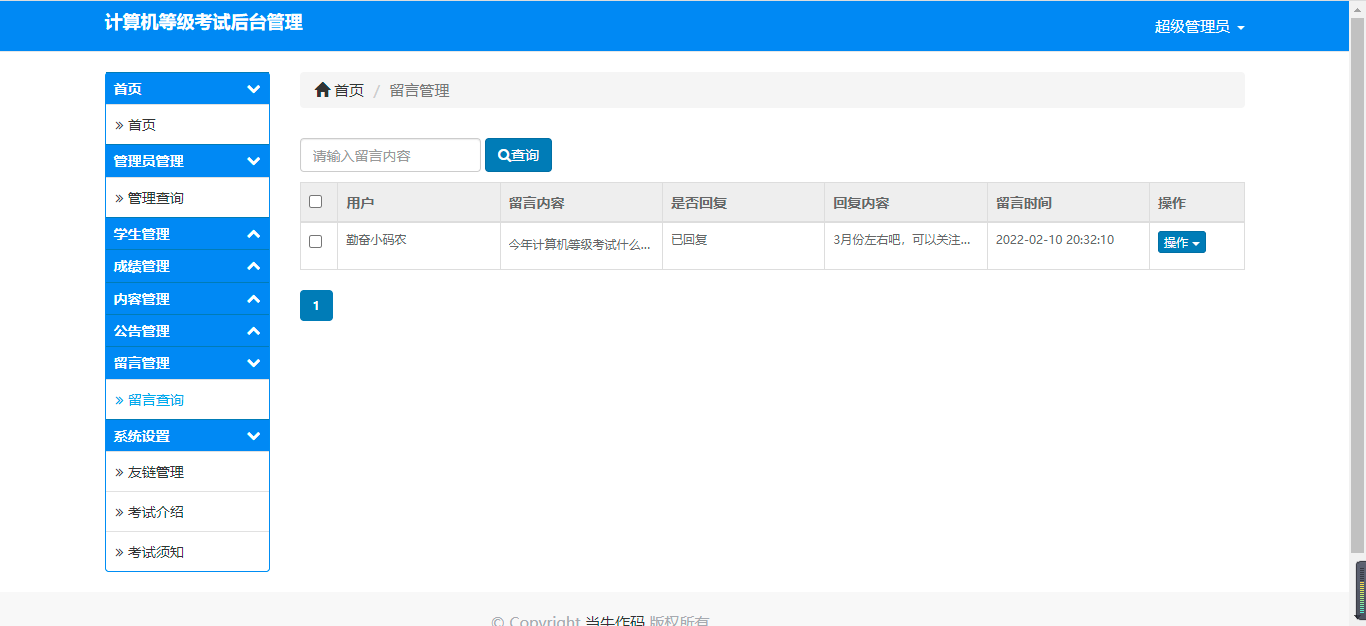 计算机等级考试后台管理
超级管理员
首页
» 首页
管理员管理
» 管理查询
学生管理
成绩管理
内容管理
公告管理
留言管理
» 留言查询
系统设置
» 友链管理
» 考试介绍
» 考试须知
首页 / 留言管理
请输入留言内容 查询
用户 留言内容 是否回复 回复内容 留言时间 操作
勤奋小码农 今年计算机等级考试什么... 已回复 3月份左右吧，可以关注... 2022-02-10 20:32:10 操作
1
© Copyright 当牛作码 版权所有